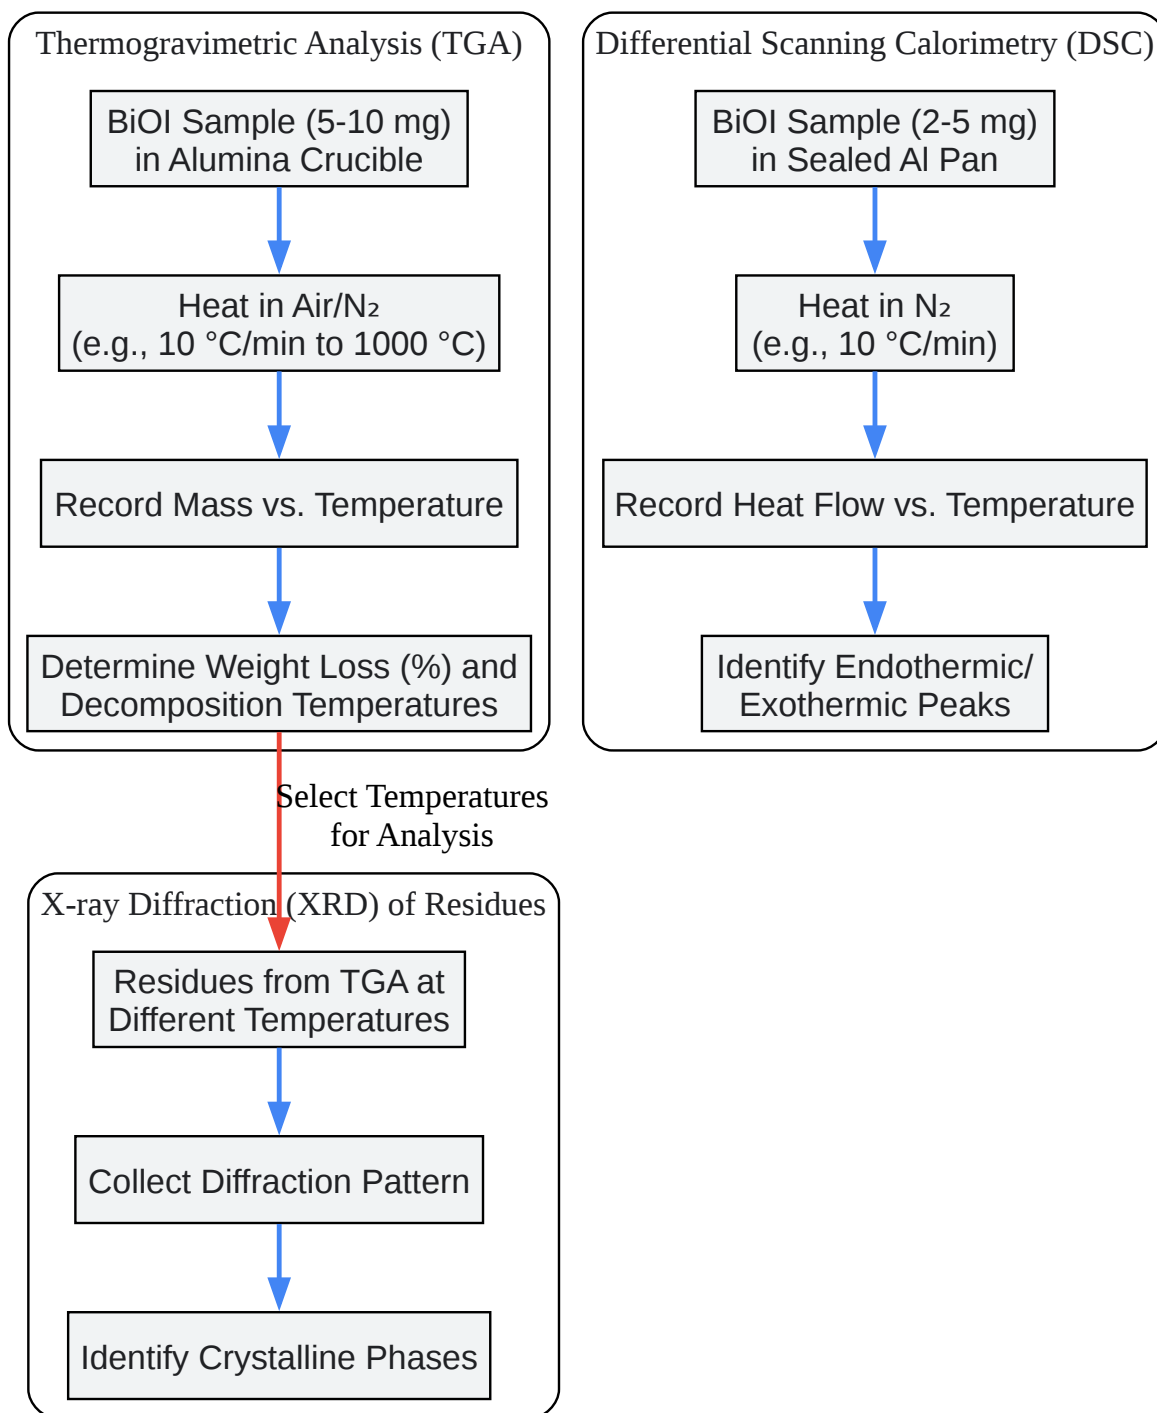 Thermogravimetric Analysis (TGA)
BiOI Sample (5-10 mg)
in Alumina Crucible
Heat in Air/N₂
(e.g., 10 °C/min to 1000 °C)
Record Mass vs. Temperature
Determine Weight Loss (%) and
Decomposition Temperatures
Differential Scanning Calorimetry (DSC)
BiOI Sample (2-5 mg)
in Sealed Al Pan
Heat in N₂
(e.g., 10 °C/min)
Record Heat Flow vs. Temperature
Identify Endothermic/
Exothermic Peaks
Select Temperatures
for Analysis
X-ray Diffraction (XRD) of Residues
Residues from TGA at
Different Temperatures
Collect Diffraction Pattern
Identify Crystalline Phases